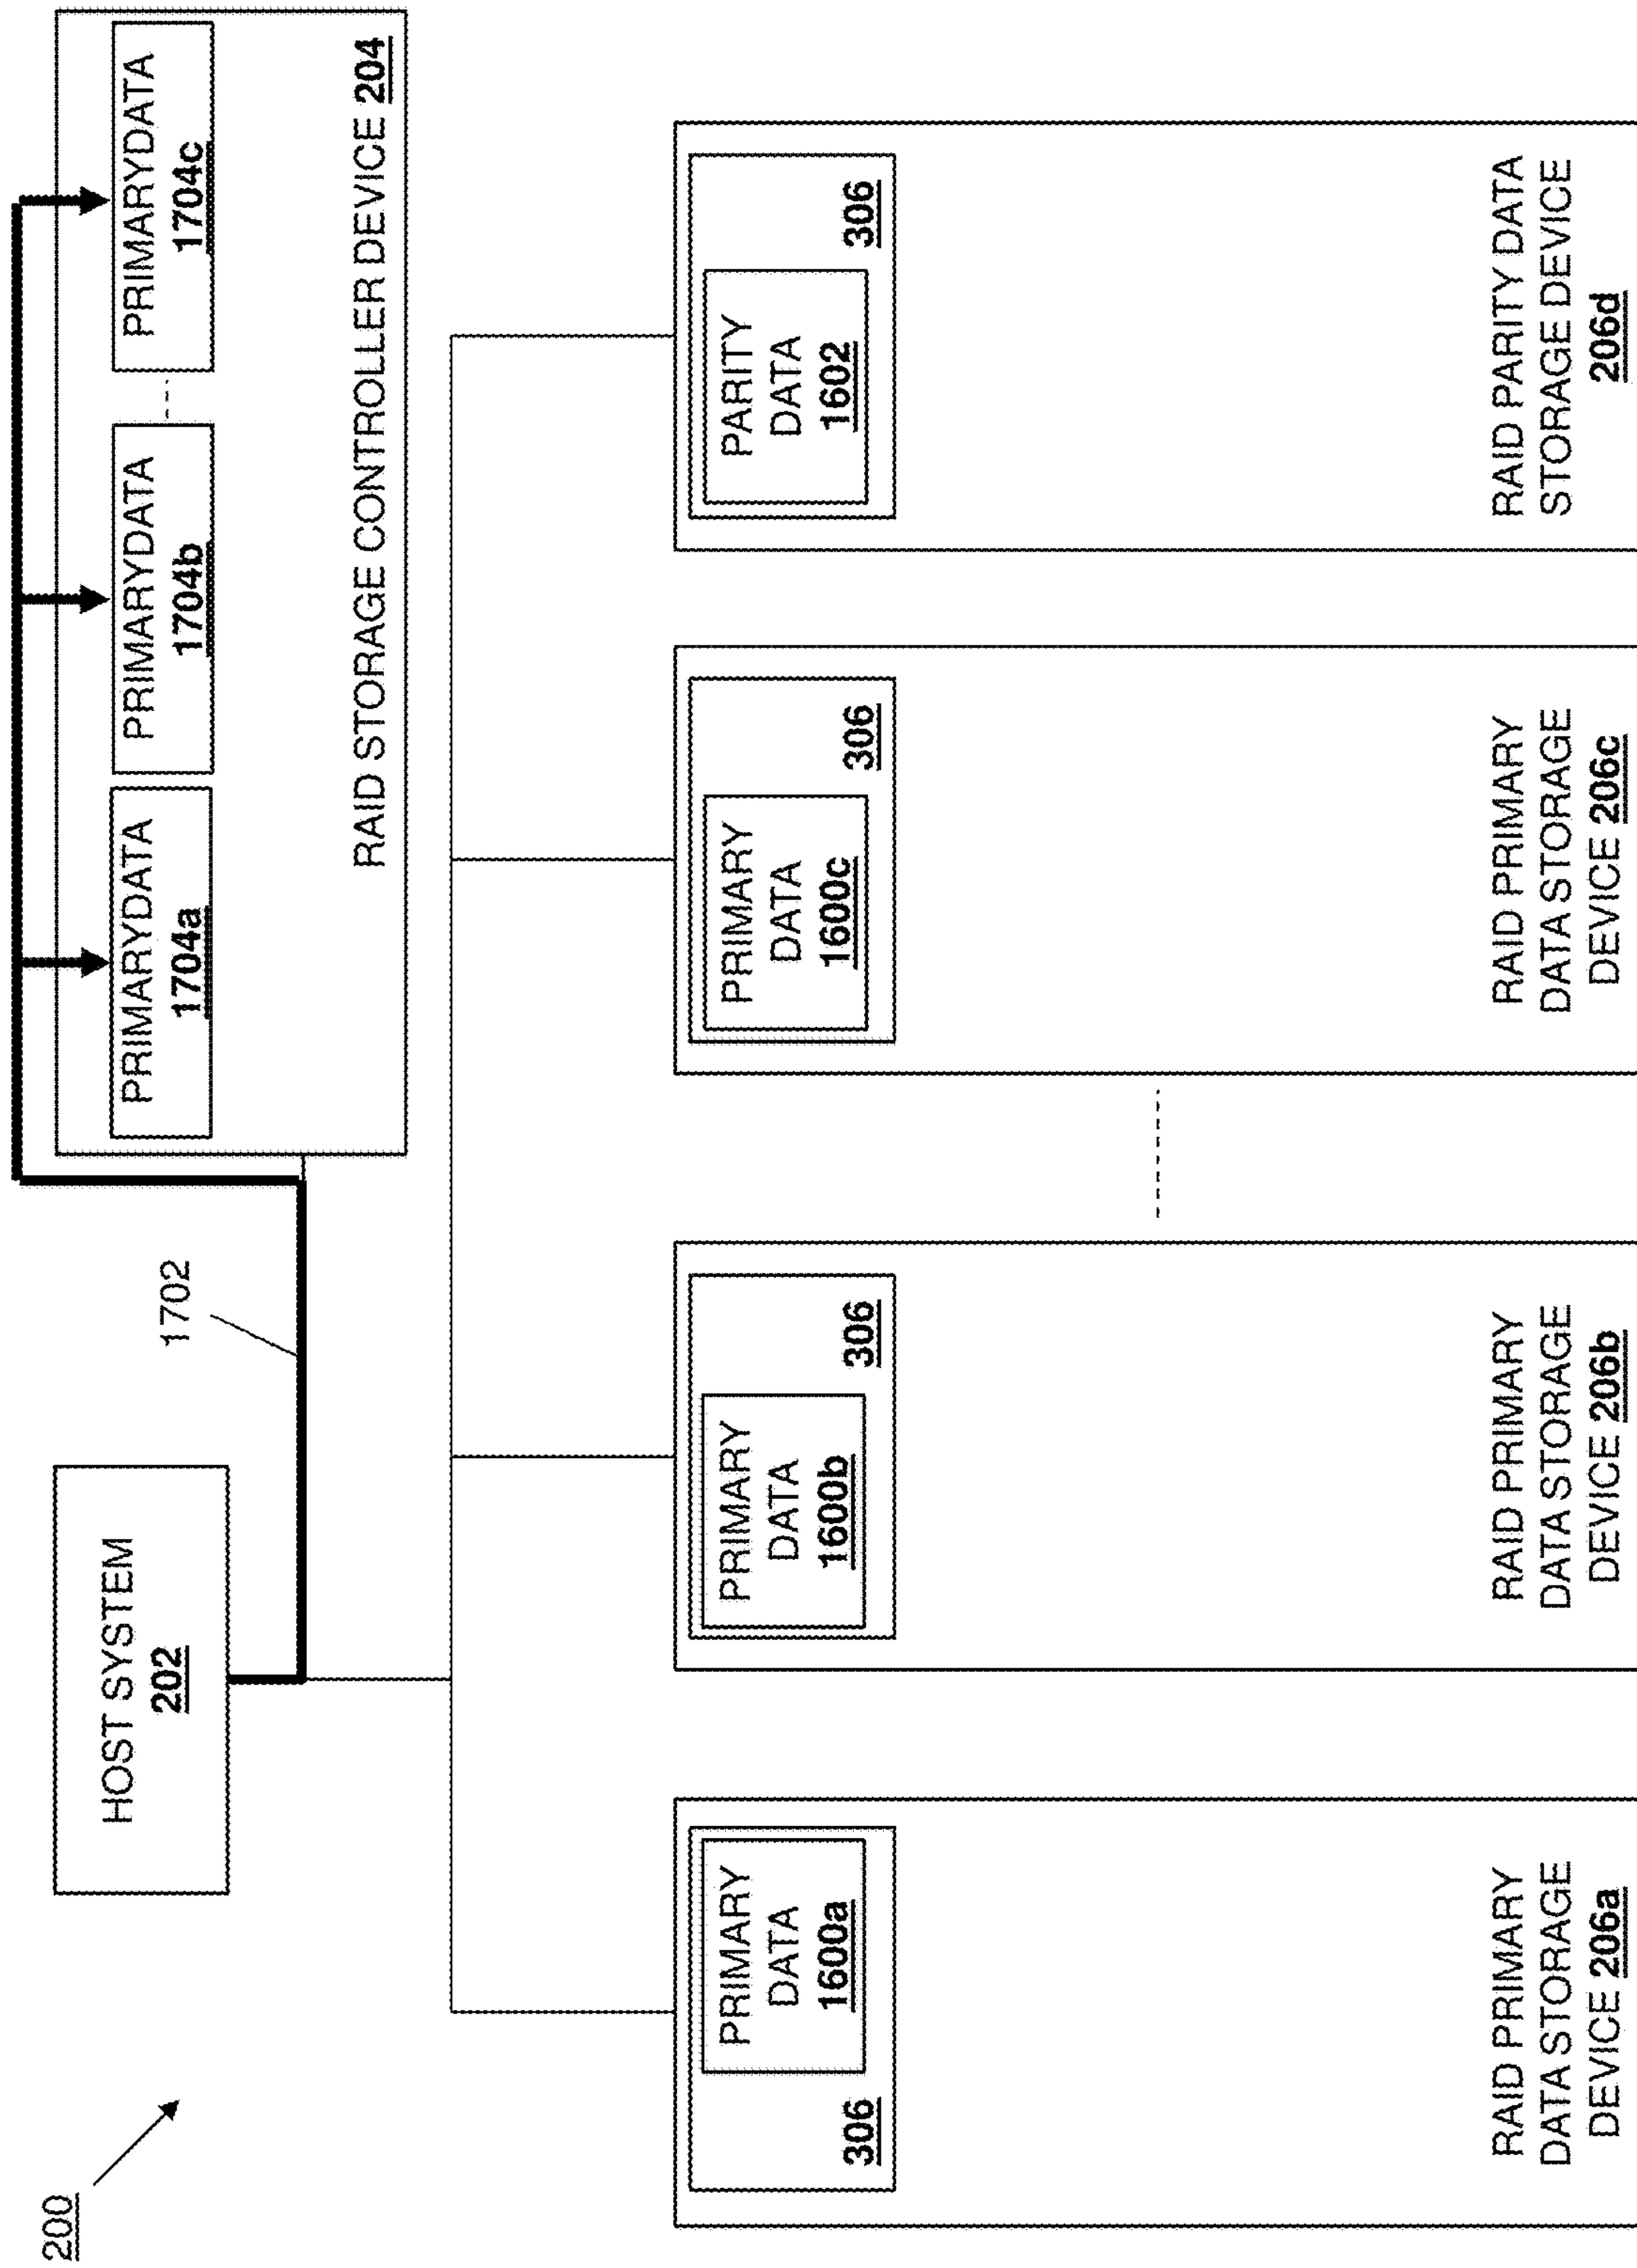 200
HOST SYSTEM
202
1702
PRIMARYDATA
1704a
PRIMARYDATA
1704b
PRIMARYDATA
1704c
RAID STORAGE CONTROLLER DEVICE 204
306
PRIMARY
DATA
1600a
RAID PRIMARY
DATA STORAGE
DEVICE 206a
PRIMARY
DATA
1600b
306
RAID PRIMARY
DATA STORAGE
DEVICE 206b
PRIMARY
DATA
1600c
306
RAID PRIMARY
DATA STORAGE
DEVICE 206c
PARITY
DATA
1602
306
RAID PARITY DATA
STORAGE DEVICE
206d